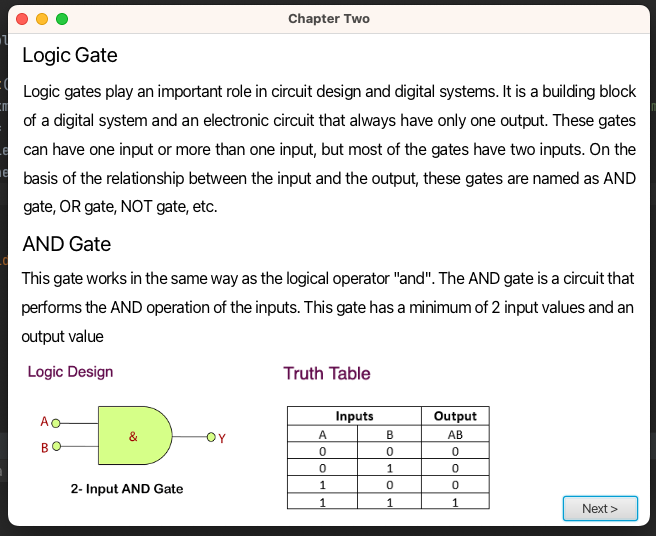 Chapter Two
Logic Gate
Logic gates play an important role in circuit design and digital systems. It is a building block
of a digital system and an electronic circuit that always have only one output. These gates
can have one input or more than one input, but most of the gates have two inputs. On the
basis of the relationship between the input and the output, these gates are named as AND
gate, OR gate, NOT gate, etc.
AND Gate
This gate works in the same way as the logical operator "and". The AND gate is a circuit that
performs the AND operation of the inputs. This gate has a minimum of 2 input values and an
output value
Logic Design
A
B
&
Y
2- Input AND Gate
Truth Table
Inputs Output
A B AB
0 0 0
0 1 0
1 0 0
1 1 1
Next >